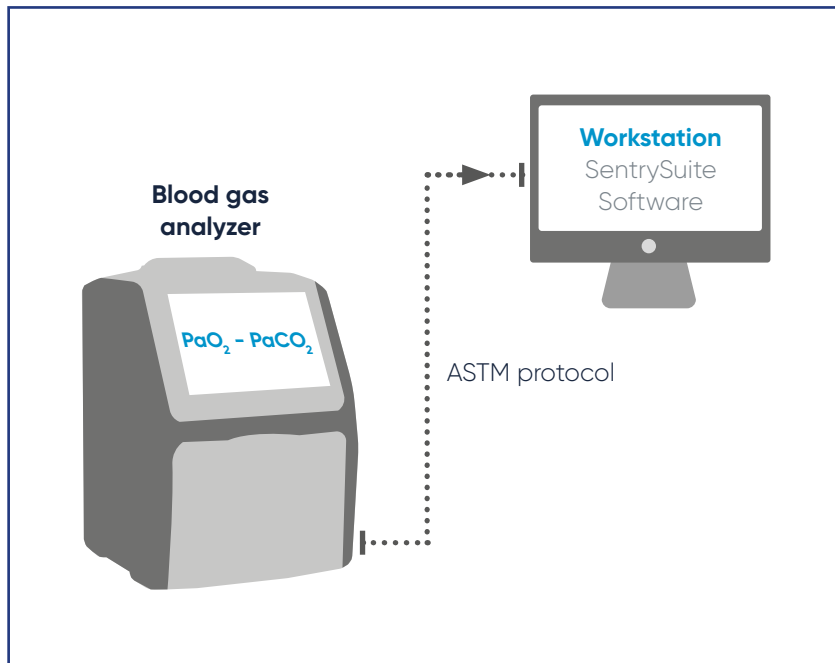 Blood gas
analyzer
PaO₂ - PaCO₂
Workstation
SentrySuite
Software
ASTM protocol